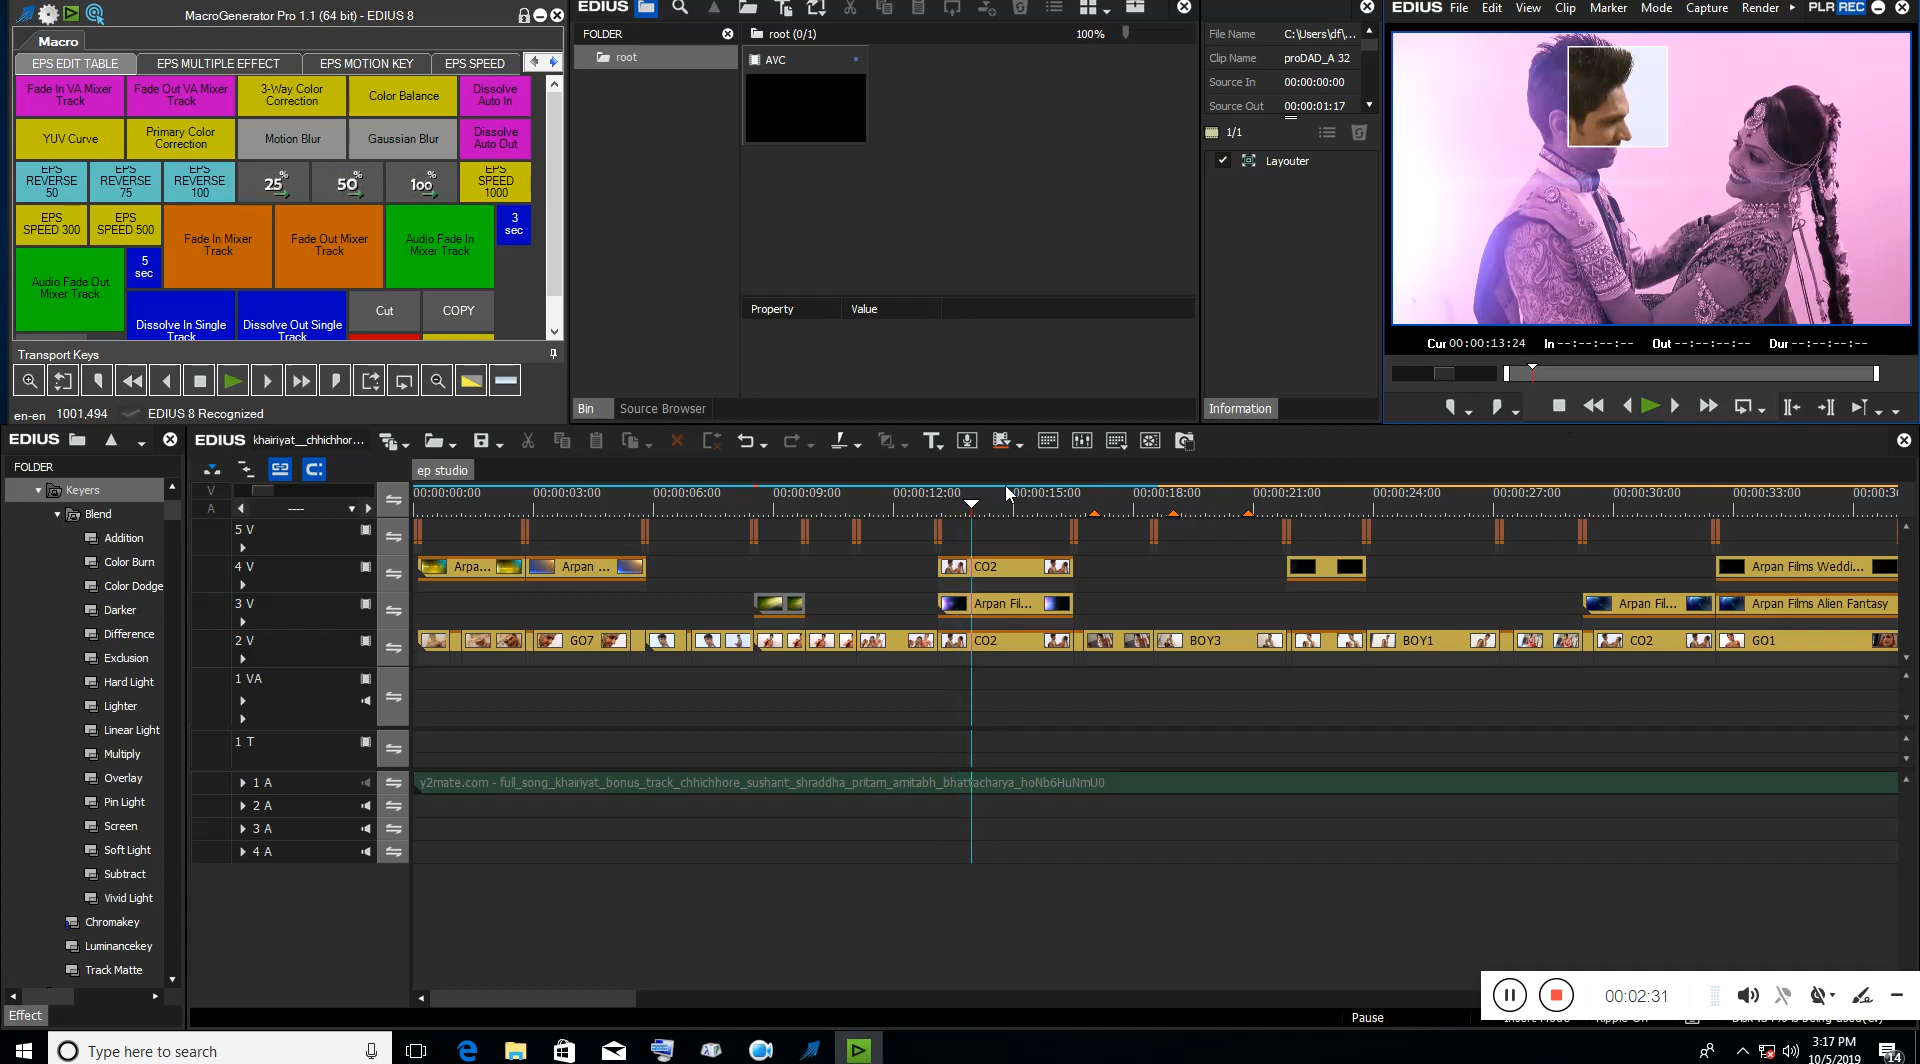 MacroGenerator Pro 1.1 (64 bit) - EDIUS 8
Macro
EPS EDIT TABLE
EPS MULTIPLE EFFECT
EPS MOTION KEY
EPS SPEED
Fade In VA Mixer Track
Fade Out VA Mixer Track
3-Way Color Correction
Color Balance
Dissolve Auto In
YUV Curve
Primary Color Correction
Motion Blur
Gaussian Blur
Dissolve Auto Out
EPS REVERSE 50
EPS REVERSE 75
EPS REVERSE 100
25%
50%
100%
EPS SPEED 1000
EPS SPEED 300
EPS SPEED 500
Fade In Mixer Track
Fade Out Mixer Track
Audio Fade In Mixer Track
3 sec
Audio Fade Out Mixer Track
5 sec
Dissolve In Single Track
Dissolve Out Single Track
Cut
COPY
Transport Keys
en-en 1001,494 EDIUS 8 Recognized
EDIUS
FOLDER
root
root (0/1)
100%
AVC
Property Value
Bin
Source Browser
File Name C:\Users\df\...
Clip Name proDAD_A 32
Source In 00:00:00:00
Source Out 00:00:01:17
1/1
Layouter
Information
EDIUS File Edit View Clip Marker Mode Capture Render PLR REC
Cur 00:00:13:24 In --:--:--:-- Out --:--:--:-- Dur --:--:--:--
EDIUS
FOLDER
Keyers
Blend
Addition
Color Burn
Color Dodge
Darker
Difference
Exclusion
Hard Light
Lighter
Linear Light
Multiply
Overlay
Pin Light
Screen
Soft Light
Subtract
Vivid Light
Chromakey
Luminancekey
Track Matte
Effect
EDIUS khairiyat__chhichhor...
ep studio
V
A
----
00:00:00:00 00:00:03:00 00:00:06:00 00:00:09:00 00:00:12:00 00:00:15:00 00:00:18:00 00:00:21:00 00:00:24:00 00:00:27:00 00:00:30:00 00:00:33:00
5 V
4 V Arpa... Arpan ... CO2 Arpan Films Weddi...
3 V Arpan Fil... Arpan Fil... Arpan Films Alien Fantasy
2 V GO7 CO2 BOY3 BOY1 CO2 GO1
1 VA
1 T
1 A y2mate.com - full_song_khairiyat_bonus_track_chhichhore_sushant_shraddha_pritam_amitabh_bhattacharya_hoNb6HuNmU0
2 A
3 A
4 A
00:02:31
Pause
Type here to search
3:17 PM
10/5/2019
14